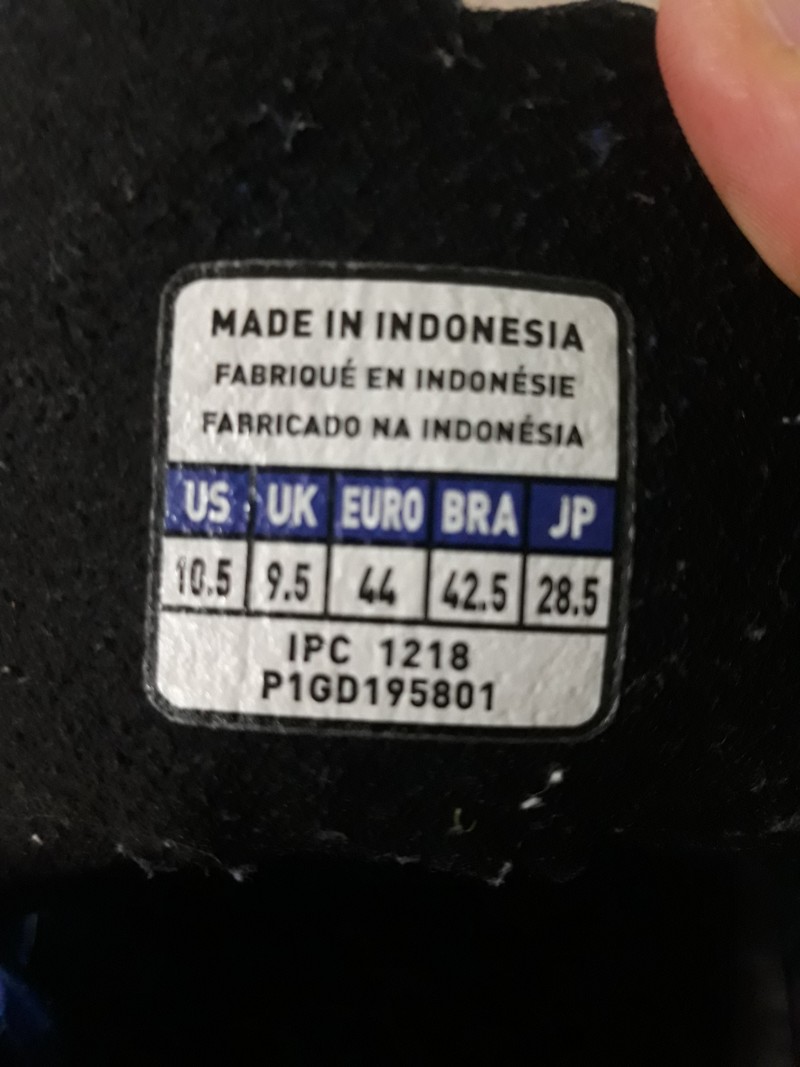 MADE IN INDONESIA
FABRIQUÉ EN INDONÉSIE
FABRICADO NA INDONÉSIA
US UK EURO BRA JP
10.5 9.5 44 42.5 28.5
IPC 1218
P1GD195801